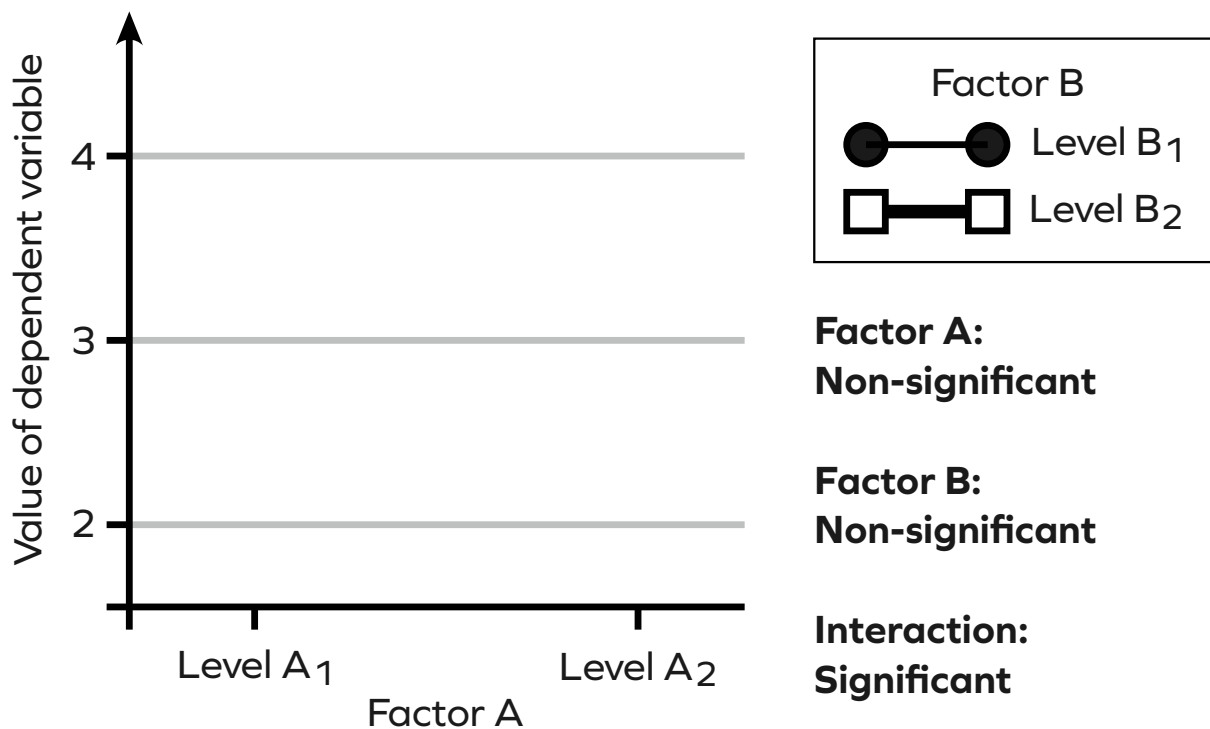 Value of dependent variable
4
3
2
Level A1
Level A2
Factor A
Factor B
Level B1
Level B2
Factor A:
Non-significant
Factor B:
Non-significant
Interaction:
Significant